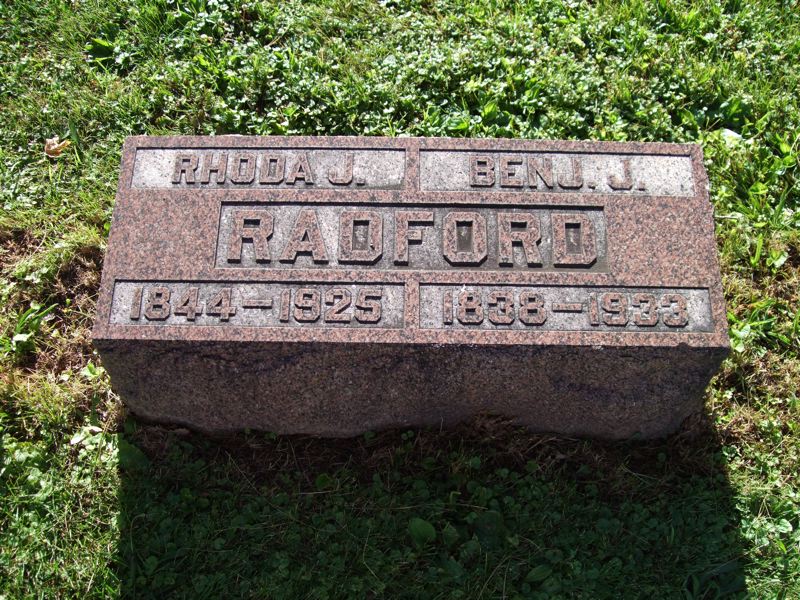 RHODA J. BENJ. J.
RADFORD
1844-1925 1838-1933